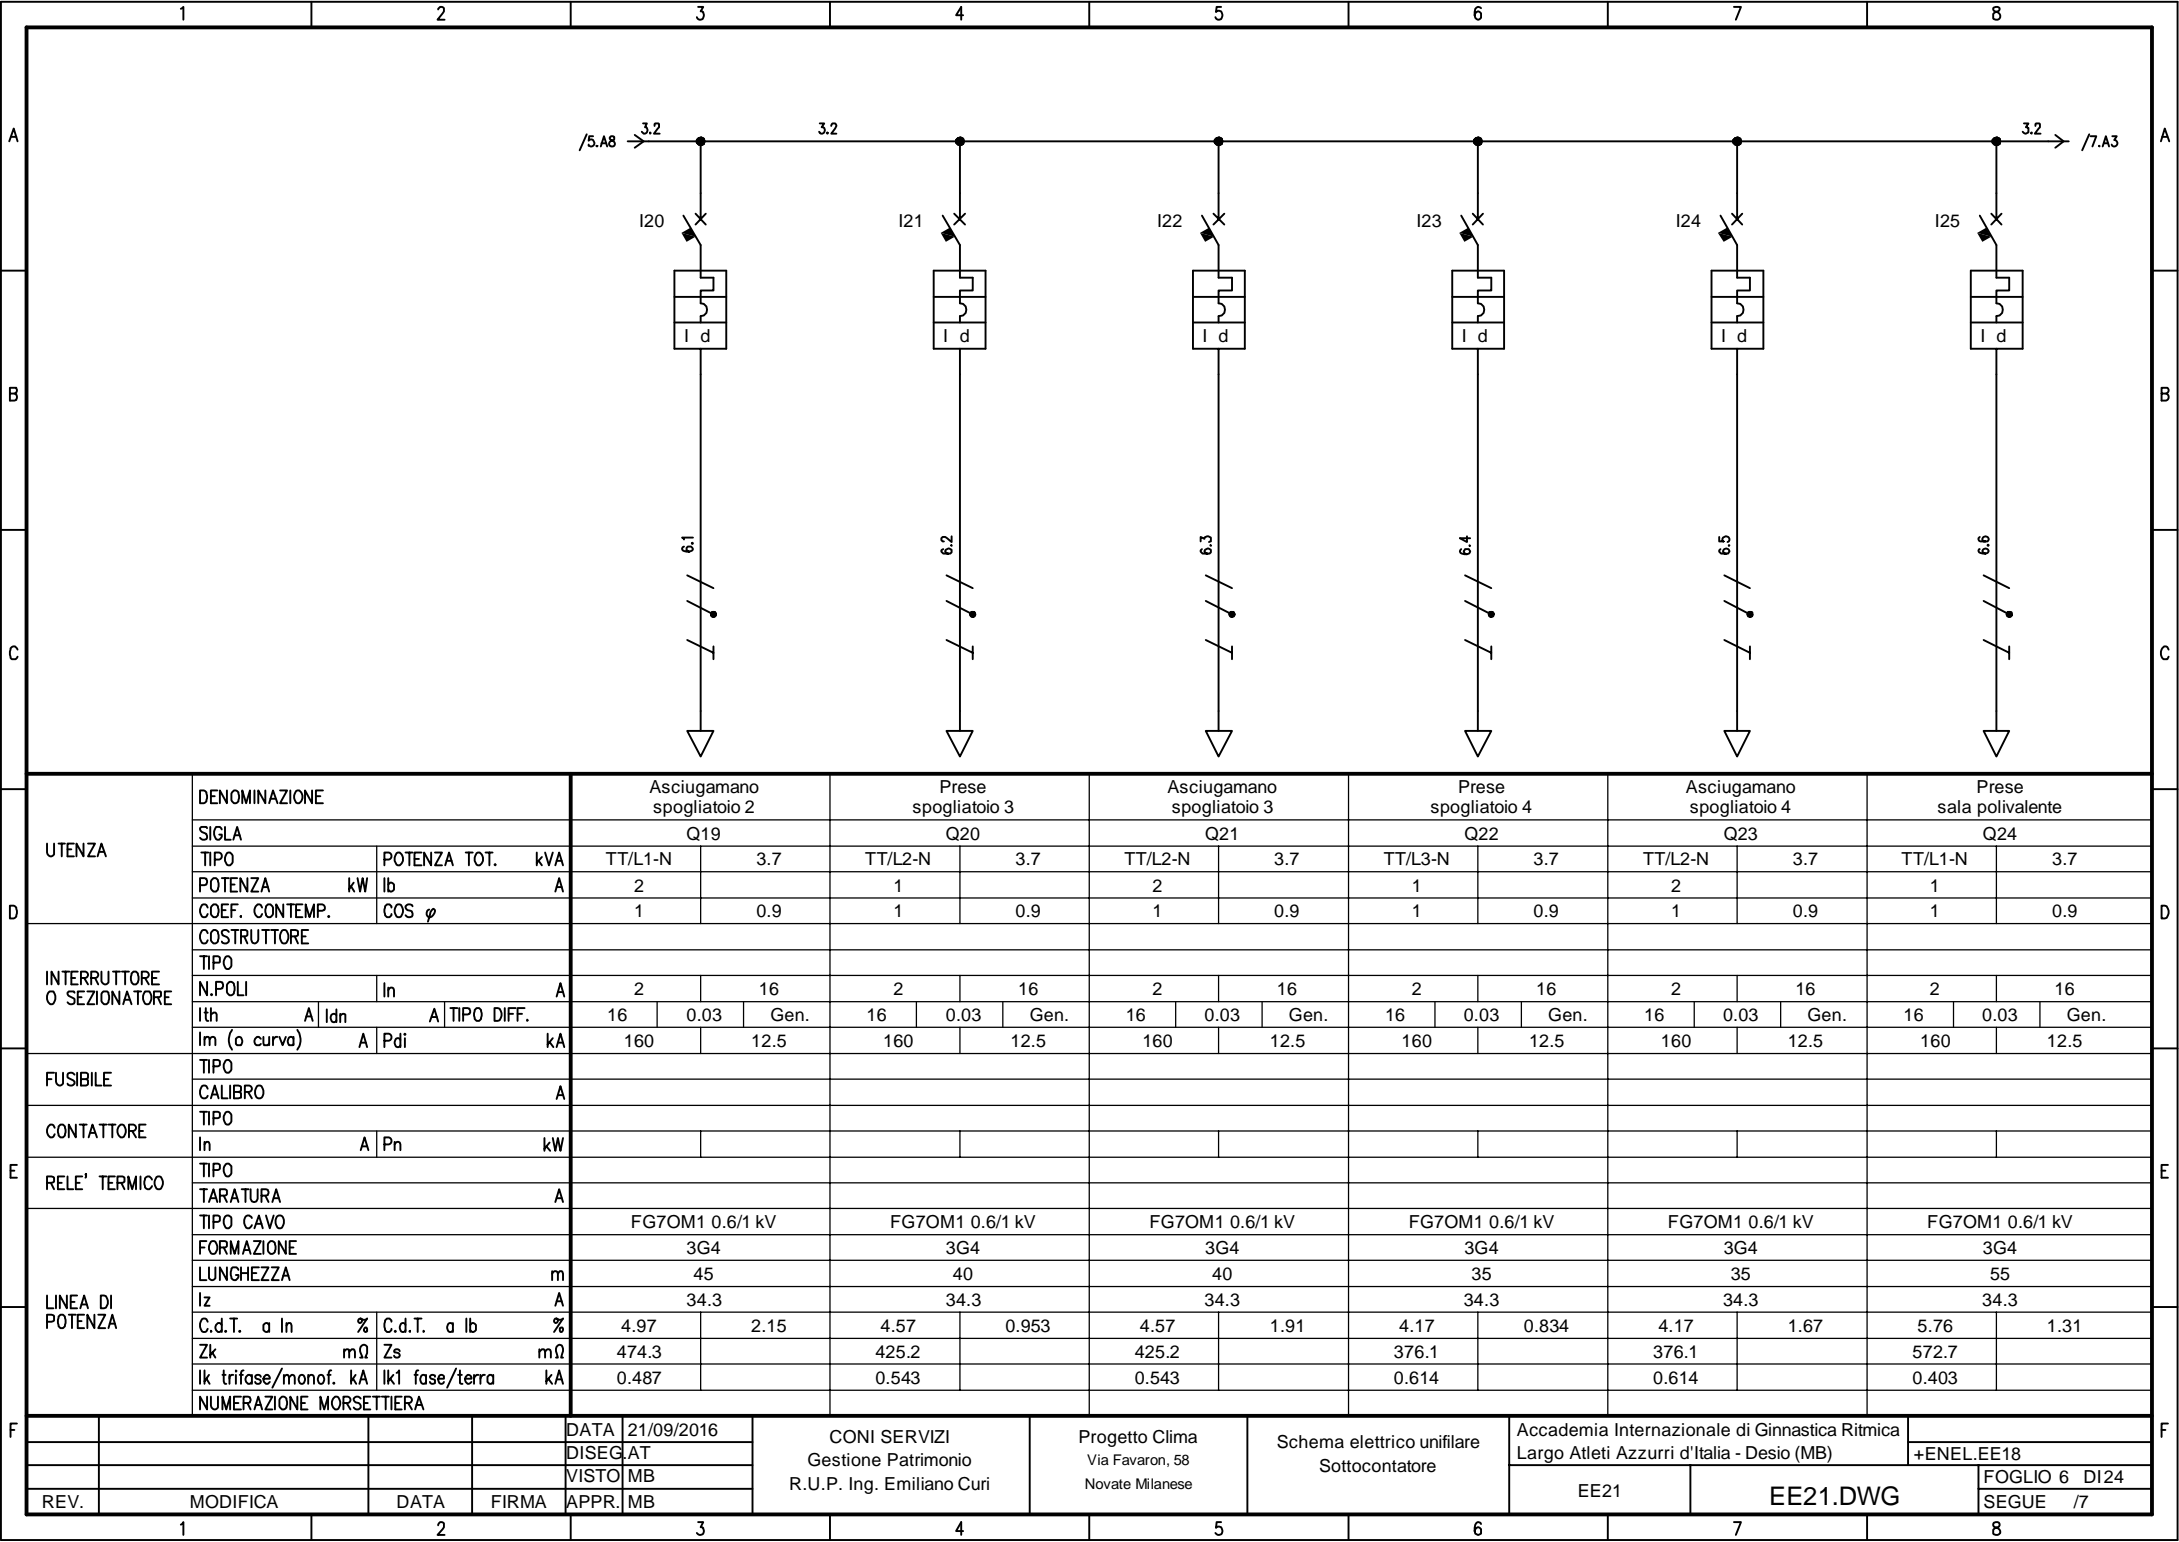 1 2 3 4 5 6 7 8
A A
/5.A8 3.2 3.2 3.2 /7.A3
I20 I21 I22 I23 I24 I25
I d I d I d I d I d I d
B B
6.1 6.2 6.3 6.4 6.5 6.6
C C
UTENZA
DENOMINAZIONE Asciugamano spogliatoio 2 Prese spogliatoio 3 Asciugamano spogliatoio 3 Prese spogliatoio 4 Asciugamano spogliatoio 4 Prese sala polivalente
SIGLA Q19 Q20 Q21 Q22 Q23 Q24
TIPO POTENZA TOT. kVA TT/L1-N 3.7 TT/L2-N 3.7 TT/L2-N 3.7 TT/L3-N 3.7 TT/L2-N 3.7 TT/L1-N 3.7
POTENZA kW Ib A 2 1 2 1 2 1
D COEF. CONTEMP. COS φ 1 0.9 1 0.9 1 0.9 1 0.9 1 0.9 1 0.9 D
INTERRUTTORE O SEZIONATORE
COSTRUTTORE
TIPO
N.POLI In A 2 16 2 16 2 16 2 16 2 16 2 16
Ith A Idn A TIPO DIFF. 16 0.03 Gen. 16 0.03 Gen. 16 0.03 Gen. 16 0.03 Gen. 16 0.03 Gen. 16 0.03 Gen.
Im (o curva) A Pdi kA 160 12.5 160 12.5 160 12.5 160 12.5 160 12.5 160 12.5
FUSIBILE
TIPO
CALIBRO A
CONTATTORE
TIPO
In A Pn kW
E RELE' TERMICO E
TIPO
TARATURA A
LINEA DI POTENZA
TIPO CAVO FG7OM1 0.6/1 kV FG7OM1 0.6/1 kV FG7OM1 0.6/1 kV FG7OM1 0.6/1 kV FG7OM1 0.6/1 kV FG7OM1 0.6/1 kV
FORMAZIONE 3G4 3G4 3G4 3G4 3G4 3G4
LUNGHEZZA m 45 40 40 35 35 55
Iz A 34.3 34.3 34.3 34.3 34.3 34.3
C.d.T. a In % C.d.T. a Ib % 4.97 2.15 4.57 0.953 4.57 1.91 4.17 0.834 4.17 1.67 5.76 1.31
Zk mΩ Zs mΩ 474.3 425.2 425.2 376.1 376.1 572.7
Ik trifase/monof. kA Ik1 fase/terra kA 0.487 0.543 0.543 0.614 0.614 0.403
NUMERAZIONE MORSETTIERA
F F
REV. MODIFICA DATA FIRMA
DATA 21/09/2016
DISEG. AT
VISTO MB
APPR. MB
CONI SERVIZI
Gestione Patrimonio
R.U.P. Ing. Emiliano Curi
Progetto Clima
Via Favaron, 58
Novate Milanese
Schema elettrico unifilare
Sottocontatore
Accademia Internazionale di Ginnastica Ritmica
Largo Atleti Azzurri d'Italia - Desio (MB)
EE21 EE21.DWG
+ENEL.EE18
FOGLIO 6 DI 24
SEGUE /7
1 2 3 4 5 6 7 8